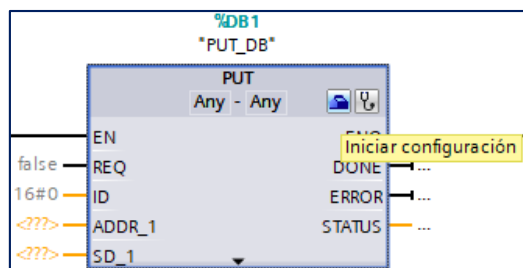 %DB1
"PUT_DB"
PUT
Any - Any
EN
Iniciar configuración
false REQ DONE ...
16#0 ID ERROR ...
<???> ADDR_1 STATUS ...
<???> SD_1